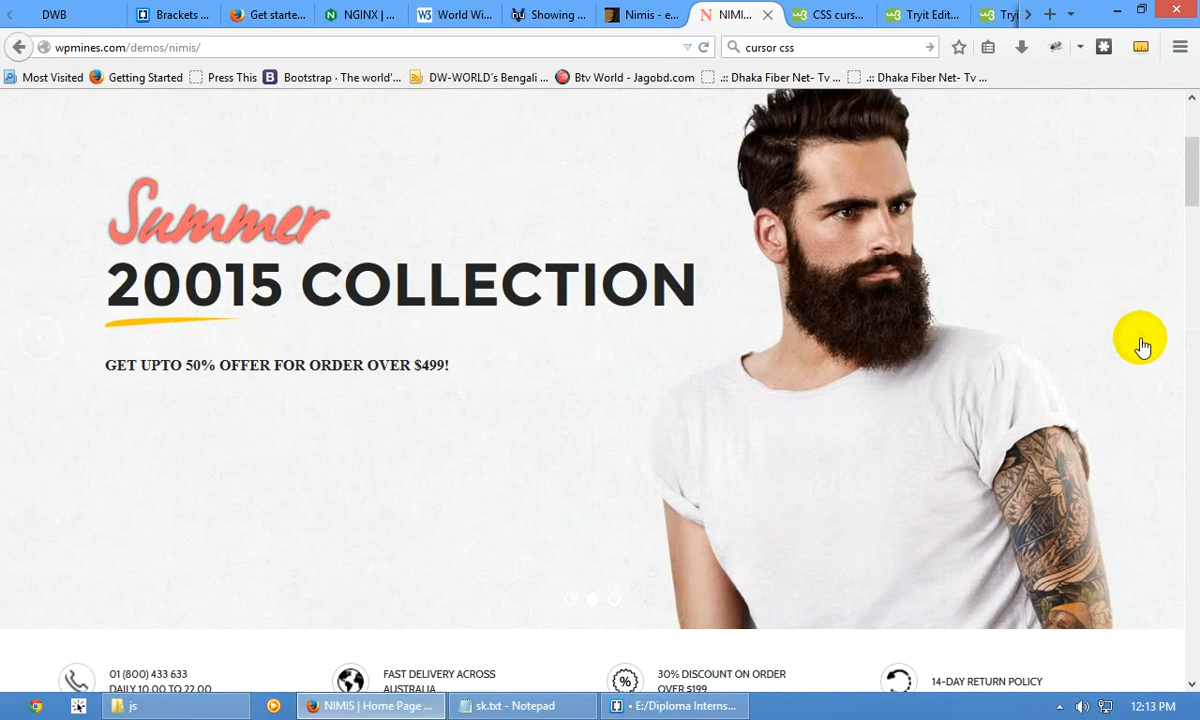 DWB
Brackets ...
Get starte...
NGINX | ...
World Wi...
Showing ...
Nimis - e...
NIMI...
CSS curs...
Tryit Edit...
Tryi
wpmines.com/demos/nimis/
cursor css
Most Visited
Getting Started
Press This
Bootstrap · The world'...
DW-WORLD's Bengali ...
Btv World - Jagobd.com
.:: Dhaka Fiber Net- Tv ...
.:: Dhaka Fiber Net- Tv ...
Summer
20015 COLLECTION
GET UPTO 50% OFFER FOR ORDER OVER $499!
01 (800) 433 633
DAILY 10.00 TO 22.00
FAST DELIVERY ACROSS
AUSTRALIA
30% DISCOUNT ON ORDER
OVER $199
14-DAY RETURN POLICY
js
NIMIS | Home Page ...
sk.txt - Notepad
• E:/Diploma Interns...
12:13 PM